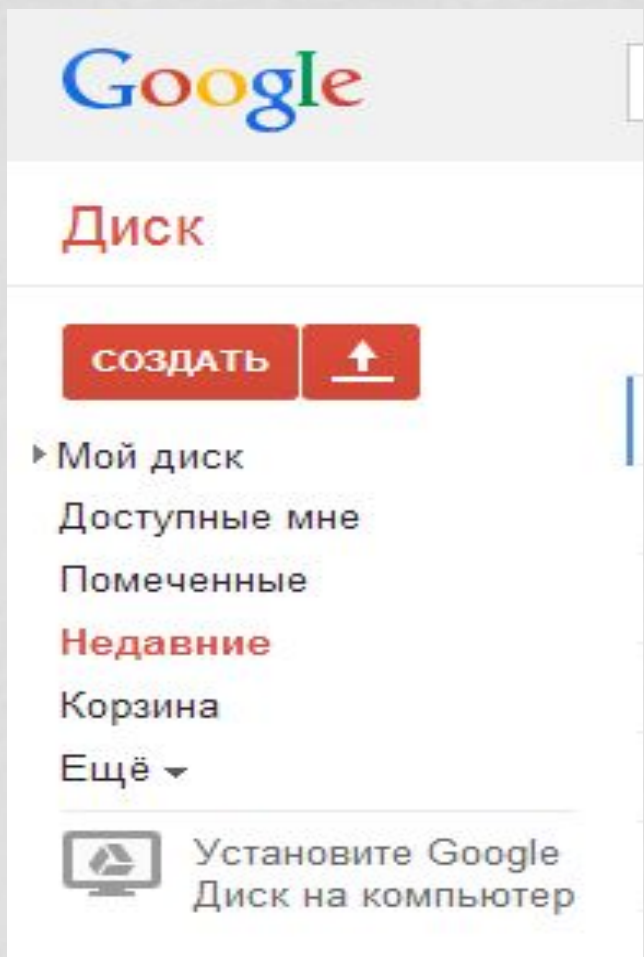 Google
Диск
СОЗДАТЬ
Мой диск
Доступные мне
Помеченные
Недавние
Корзина
Ещё
Установите Google
Диск на компьютер